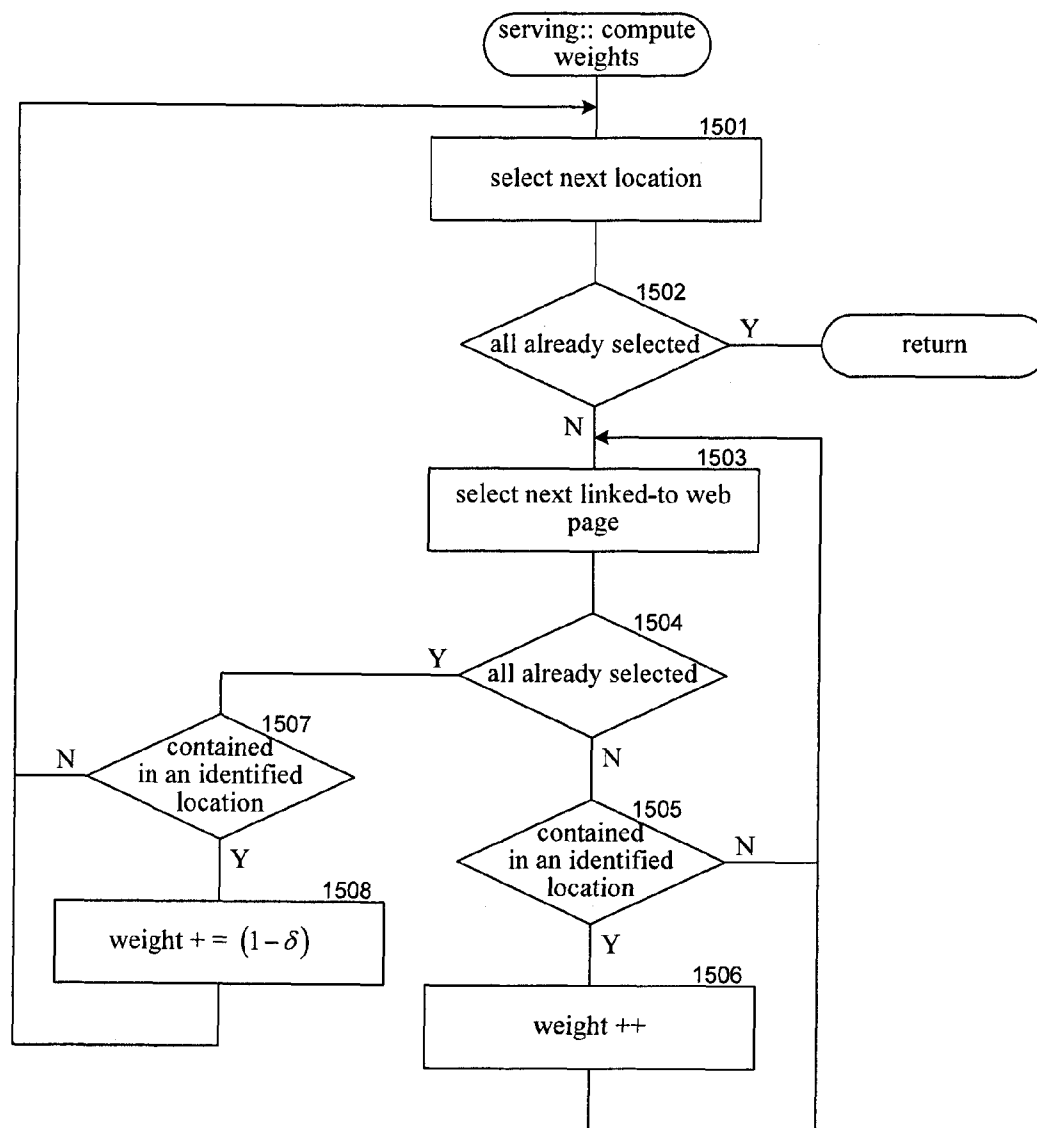 serving:: compute
weights
1501
select next location
1502
all already selected
Y
return
N
1503
select next linked-to web
page
1504
all already selected
Y
N
1507
contained
in an identified
location
N
Y
1505
contained
in an identified
location
N
Y
1508
weight + = (1−δ)
1506
weight ++